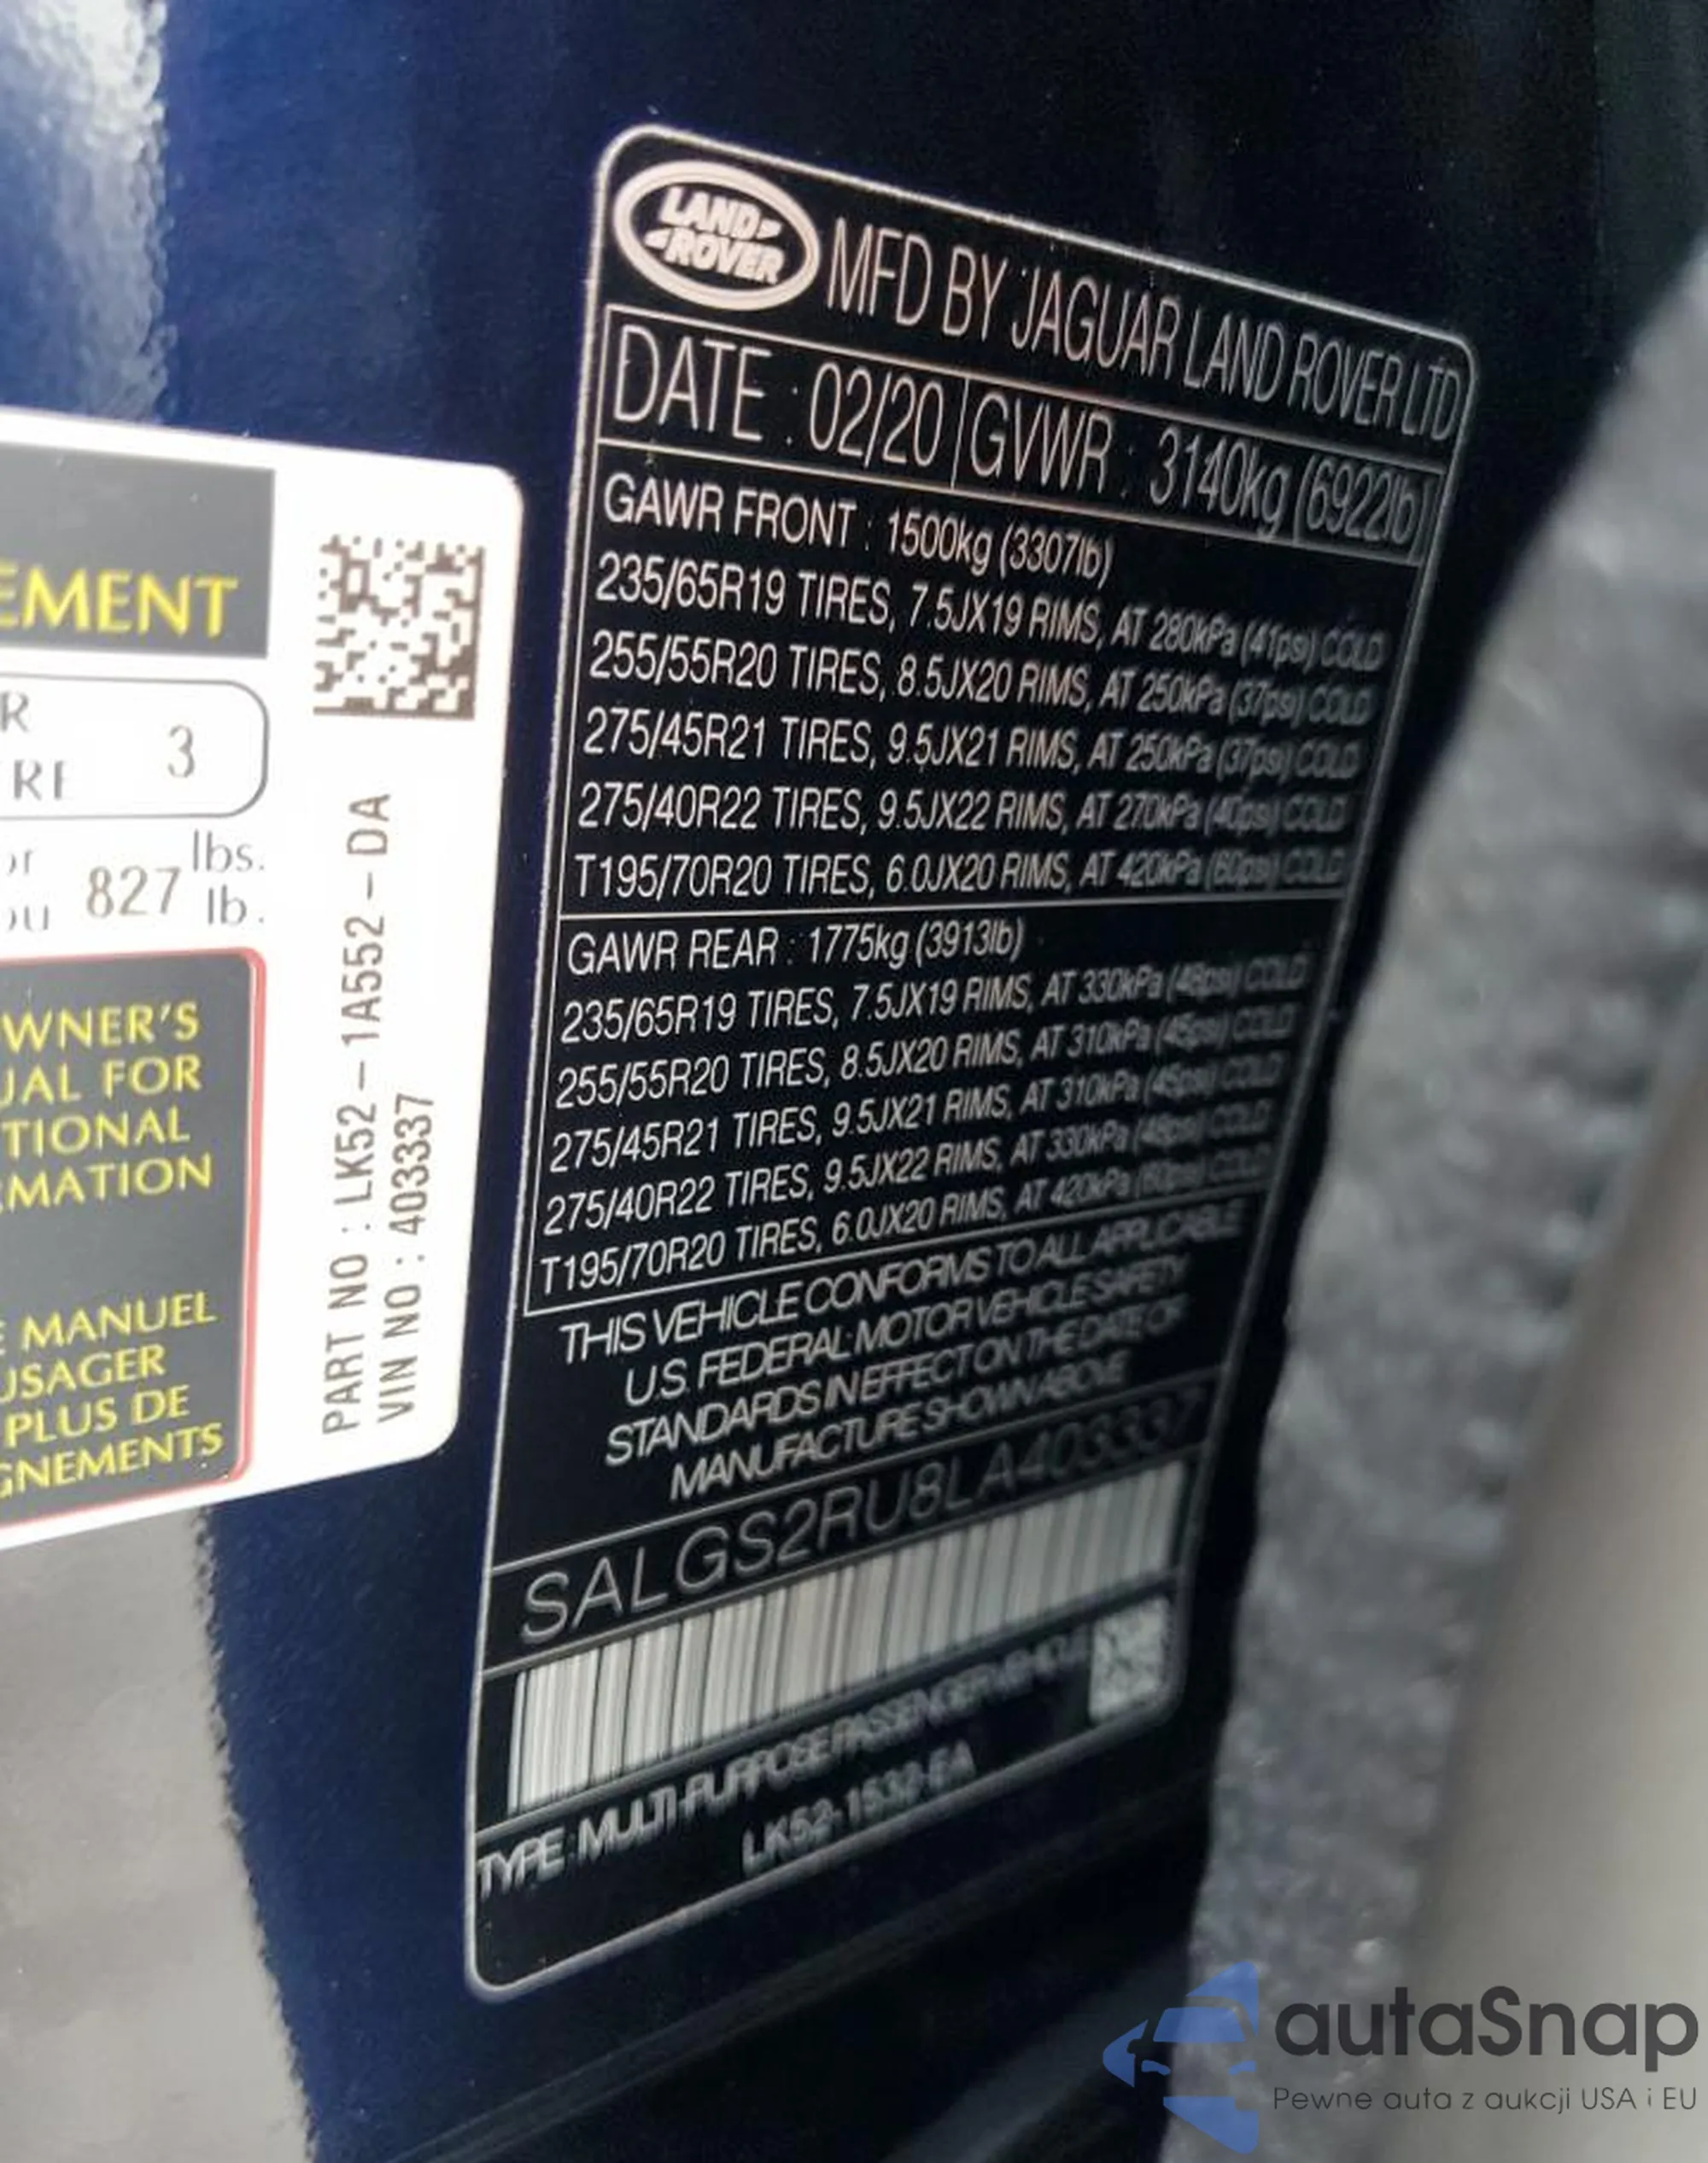 EMENT
R
RE
3
or
ou
827
lbs.
lb.
WNER'S
UAL FOR
TIONAL
RMATION
E MANUEL
USAGER
PLUS DE
GNEMENTS
PART NO : LK52-1A552-DA
VIN NO : 403337
LAND
ROVER
MFD BY JAGUAR LAND ROVER LTD
DATE : 02/20 GVWR : 3140kg (6922lb)
GAWR FRONT : 1500kg (3307lb)
235/65R19 TIRES, 7.5JX19 RIMS, AT 280kPa (41psi) COLD
255/55R20 TIRES, 8.5JX20 RIMS, AT 250kPa (37psi) COLD
275/45R21 TIRES, 9.5JX21 RIMS, AT 250kPa (37psi) COLD
275/40R22 TIRES, 9.5JX22 RIMS, AT 270kPa (40psi) COLD
T195/70R20 TIRES, 6.0JX20 RIMS, AT 420kPa (60psi) COLD
GAWR REAR : 1775kg (3913lb)
235/65R19 TIRES, 7.5JX19 RIMS, AT 330kPa (48psi) COLD
255/55R20 TIRES, 8.5JX20 RIMS, AT 310kPa (45psi) COLD
275/45R21 TIRES, 9.5JX21 RIMS, AT 310kPa (45psi) COLD
275/40R22 TIRES, 9.5JX22 RIMS, AT 330kPa (48psi) COLD
T195/70R20 TIRES, 6.0JX20 RIMS, AT 420kPa (60psi) COLD
THIS VEHICLE CONFORMS TO ALL APPLICABLE
U.S. FEDERAL MOTOR VEHICLE SAFETY
STANDARDS IN EFFECT ON THE DATE OF
MANUFACTURE SHOWN ABOVE
SALGS2RU8LA403337
TYPE : MULTI-PURPOSE PASSENGER VEHICLE
LK52-1532-EA
autaSnap
Pewne auta z aukcji USA i EU